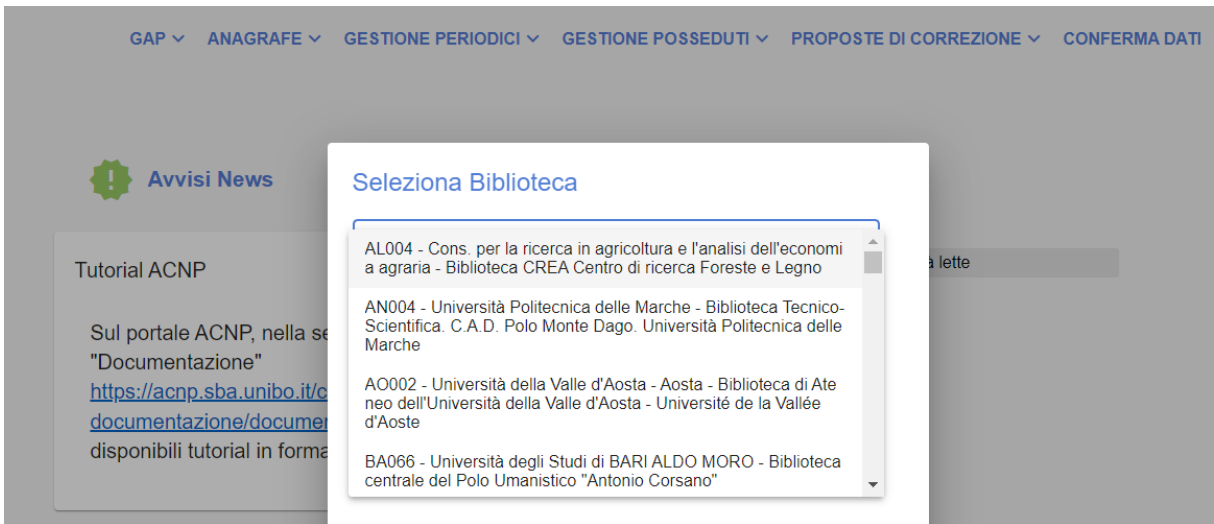 GAP ANAGRAFE GESTIONE PERIODICI GESTIONE POSSEDUTI PROPOSTE DI CORREZIONE CONFERMA DATI
Avvisi News
Tutorial ACNP
Sul portale ACNP, nella se
"Documentazione"
https://acnp.sba.unibo.it/c
documentazione/documer
disponibili tutorial in forma
Seleziona Biblioteca
AL004 - Cons. per la ricerca in agricoltura e l'analisi dell'economi
a agraria - Biblioteca CREA Centro di ricerca Foreste e Legno
AN004 - Università Politecnica delle Marche - Biblioteca Tecnico-
Scientifica. C.A.D. Polo Monte Dago. Università Politecnica delle
Marche
AO002 - Università della Valle d'Aosta - Aosta - Biblioteca di Ate
neo dell'Università della Valle d'Aosta - Université de la Vallée
d'Aoste
BA066 - Università degli Studi di BARI ALDO MORO - Biblioteca
centrale del Polo Umanistico "Antonio Corsano"
à lette